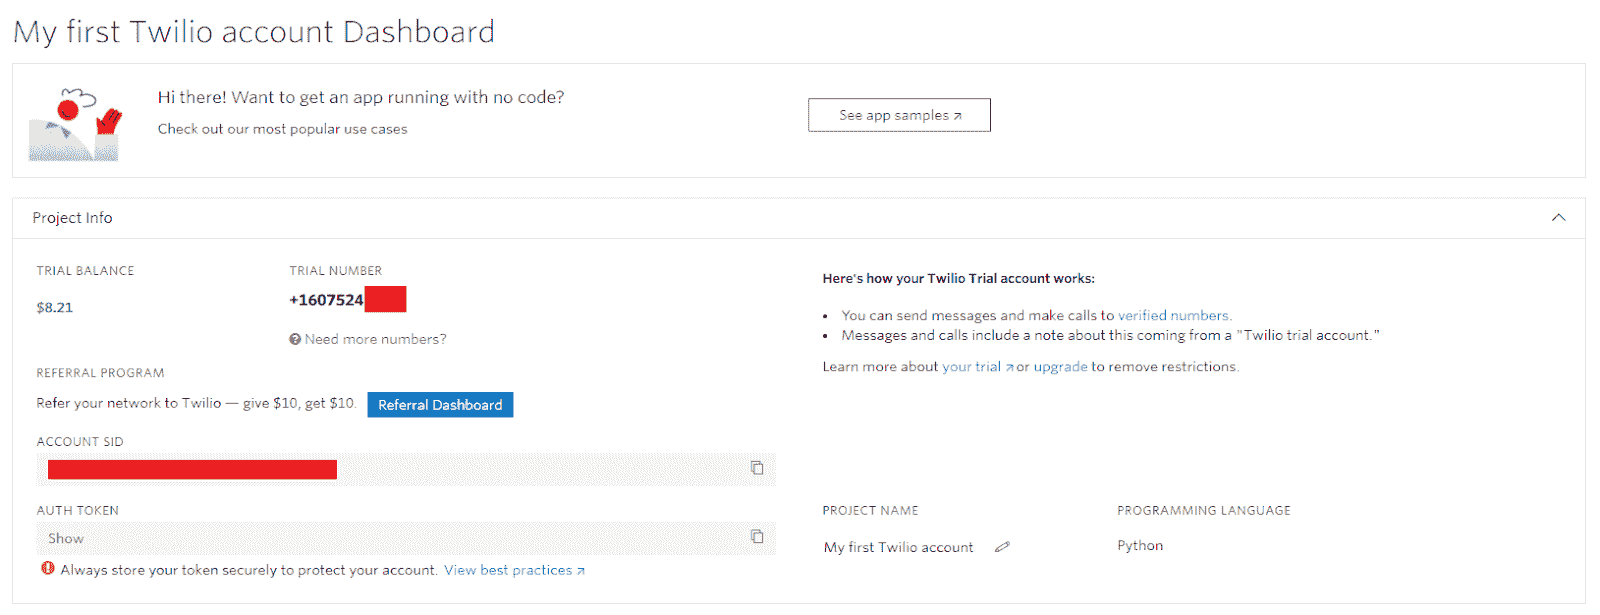 My first Twilio account Dashboard
Hi there! Want to get an app running with no code?
Check out our most popular use cases
See app samples ↗
Project Info
TRIAL BALANCE
$8.21
TRIAL NUMBER
+1607524
Need more numbers?
REFERRAL PROGRAM
Refer your network to Twilio — give $10, get $10. Referral Dashboard
ACCOUNT SID
AUTH TOKEN
Show
Always store your token securely to protect your account. View best practices ↗
Here's how your Twilio Trial account works:
• You can send messages and make calls to verified numbers.
• Messages and calls include a note about this coming from a "Twilio trial account."
Learn more about your trial ↗ or upgrade to remove restrictions.
PROJECT NAME
My first Twilio account
PROGRAMMING LANGUAGE
Python